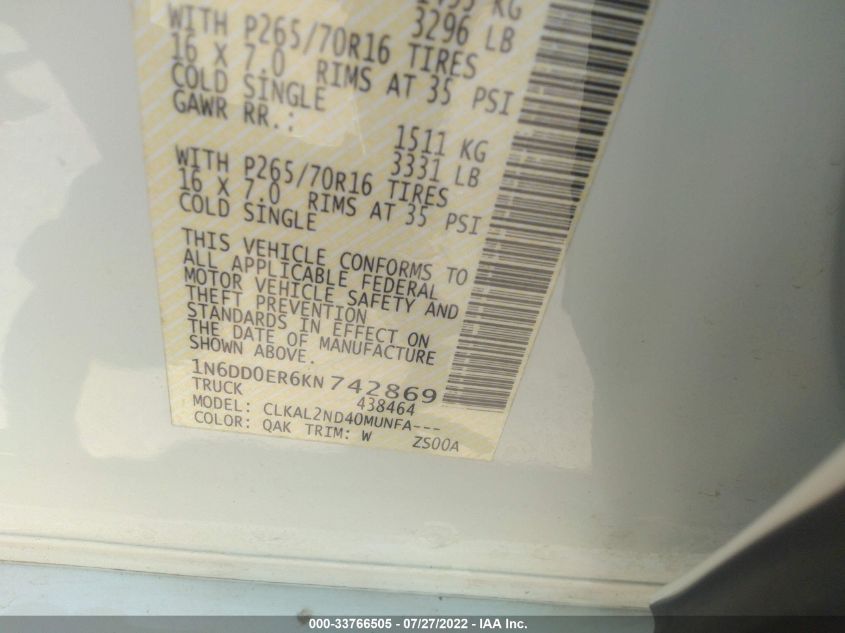 3296 LB
WITH P265/70R16 TIRES
16 X 7.0 RIMS AT 35 PSI
COLD SINGLE
GAWR RR.:
1511 KG
3331 LB
WITH P265/70R16 TIRES
16 X 7.0 RIMS AT 35 PSI
COLD SINGLE
THIS VEHICLE CONFORMS TO
ALL APPLICABLE FEDERAL
MOTOR VEHICLE SAFETY AND
THEFT PREVENTION
STANDARDS IN EFFECT ON
THE DATE OF MANUFACTURE
SHOWN ABOVE.
1N6DD0ER6KN742869
TRUCK 438464
MODEL: CLKAL2ND40MUNFA---
COLOR: QAK TRIM: W ZS00A
000-33766505 - 07/27/2022 - IAA Inc.